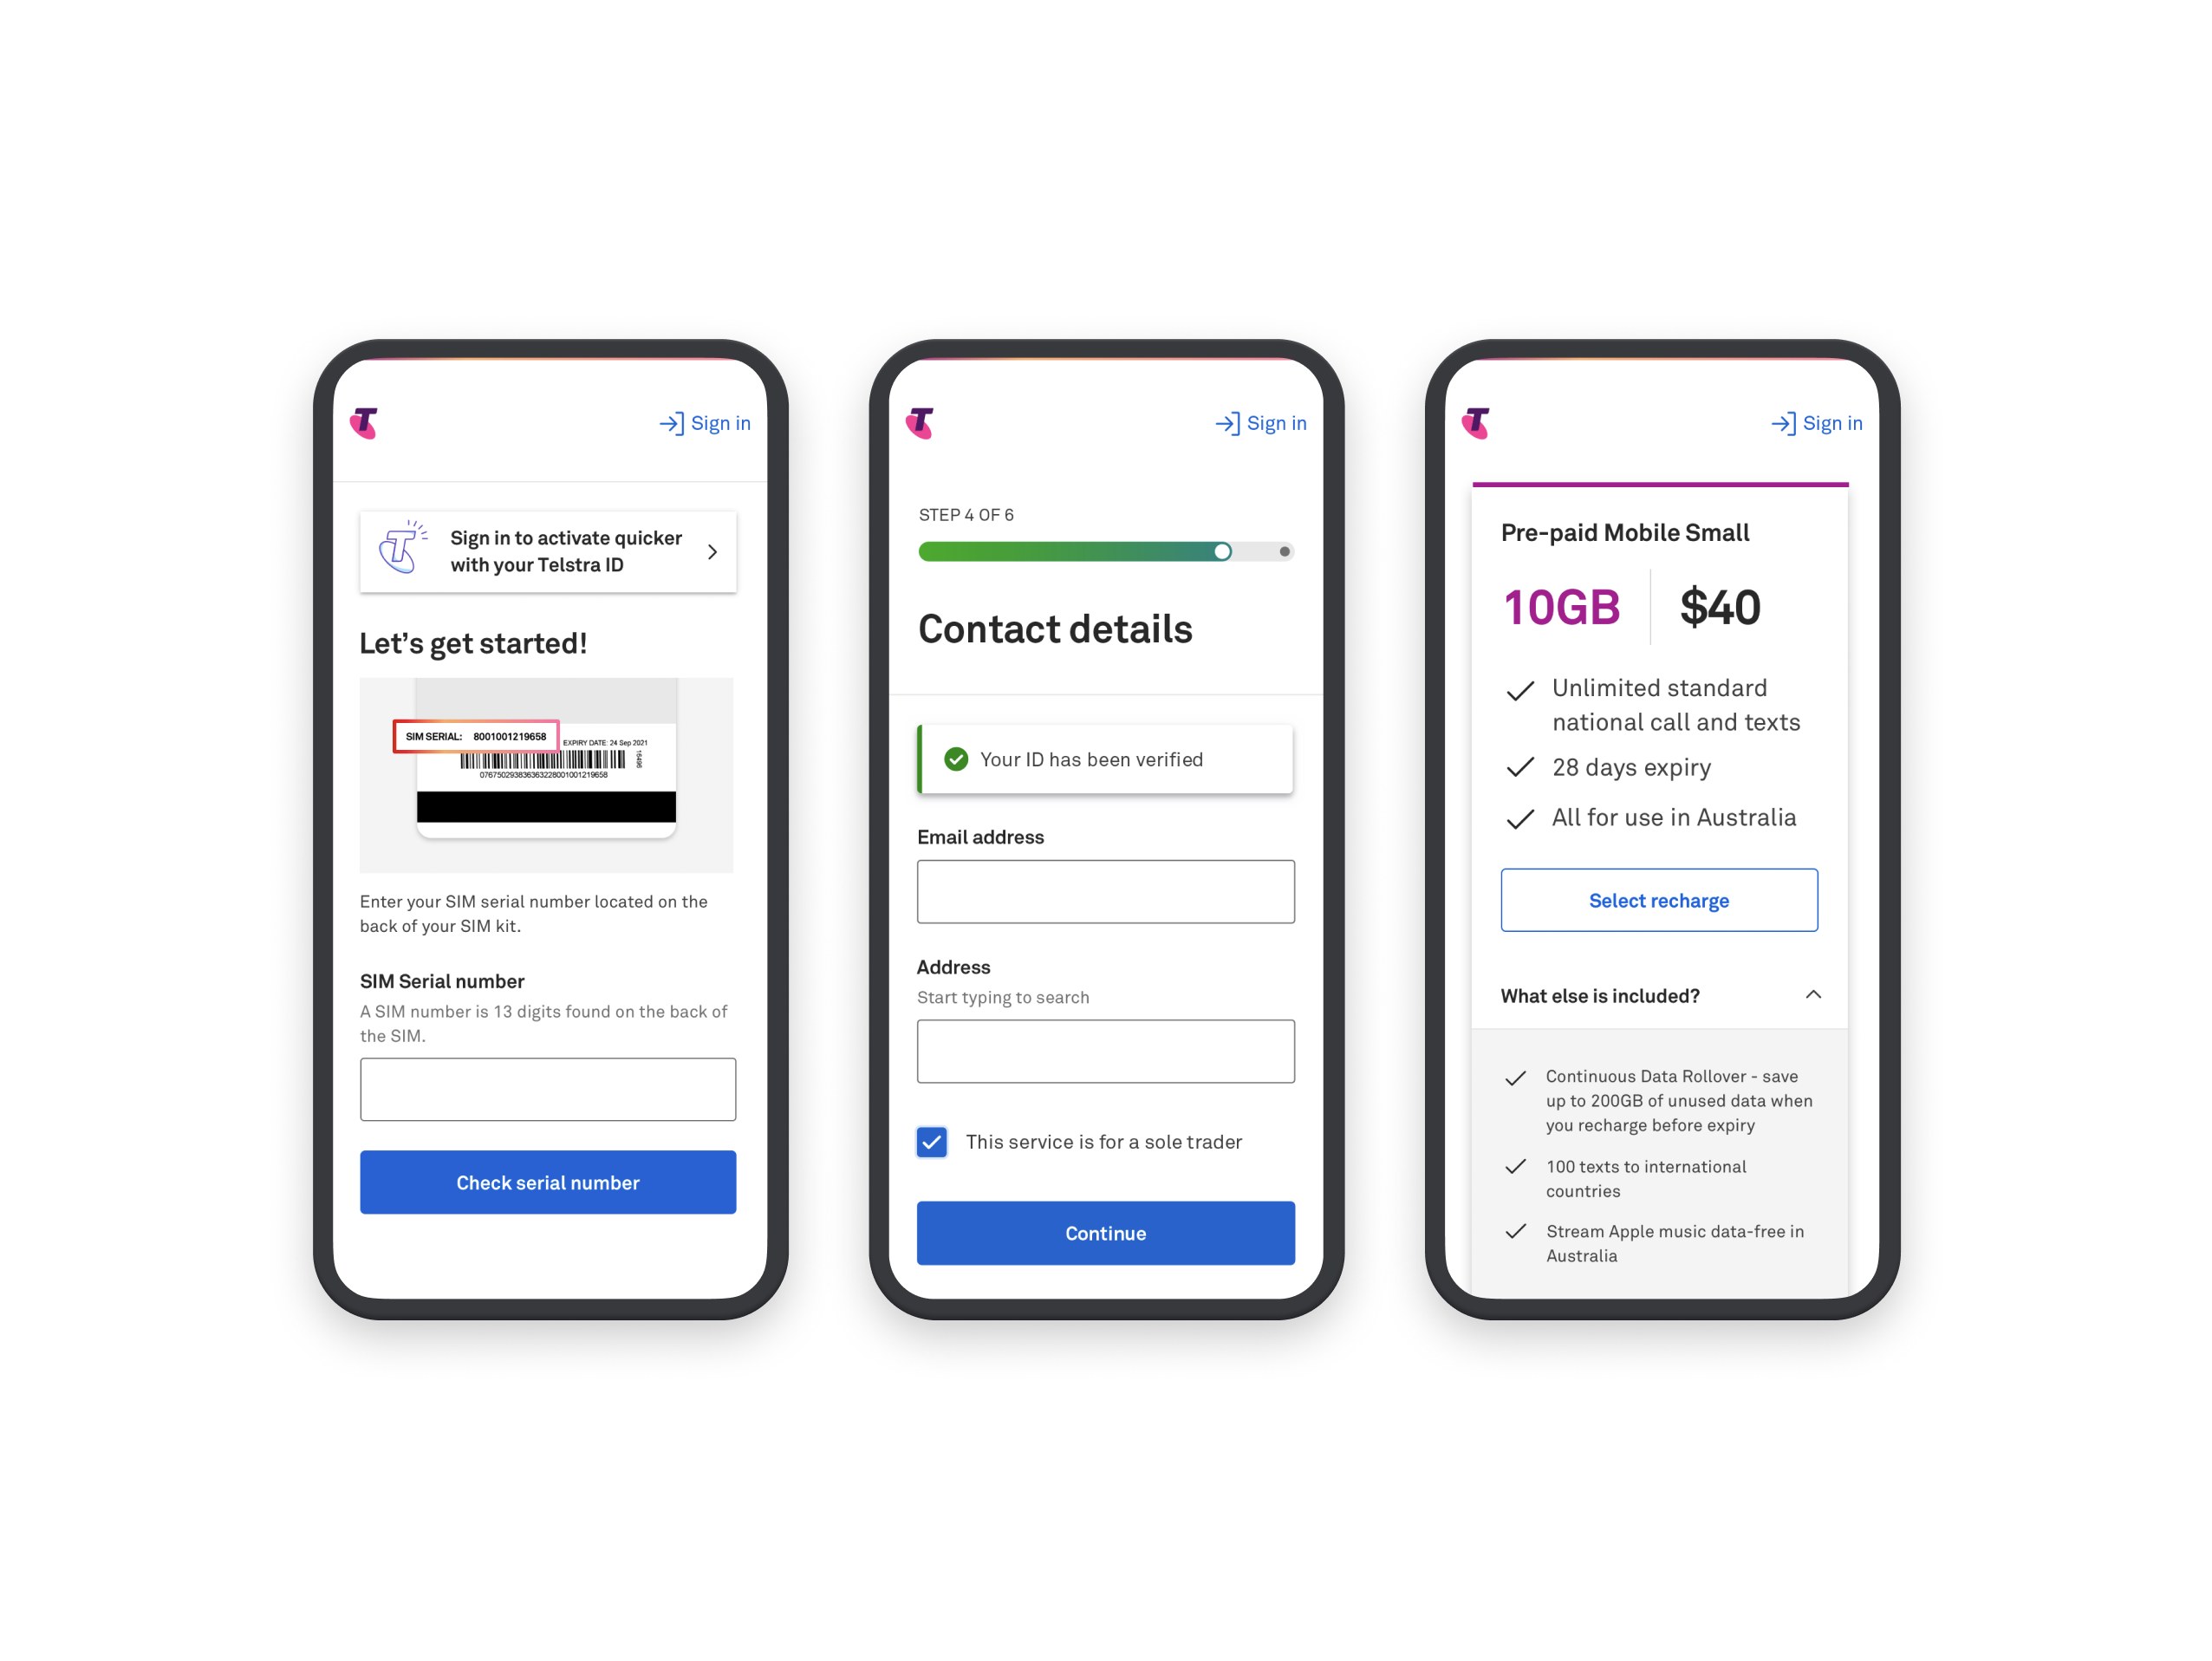 Sign in
Sign in to activate quicker
with your Telstra ID
Let’s get started!
SIM SERIAL: 8001001219658
EXPIRY DATE: 24 Sep 2021
15496
076750293836363228001001219658
Enter your SIM serial number located on the
back of your SIM kit.
SIM Serial number
A SIM number is 13 digits found on the back of
the SIM.
Check serial number
Sign in
STEP 4 OF 6
Contact details
Your ID has been verified
Email address
Address
Start typing to search
This service is for a sole trader
Continue
Sign in
Pre-paid Mobile Small
10GB $40
Unlimited standard
national call and texts
28 days expiry
All for use in Australia
Select recharge
What else is included?
Continuous Data Rollover - save
up to 200GB of unused data when
you recharge before expiry
100 texts to international
countries
Stream Apple music data-free in
Australia